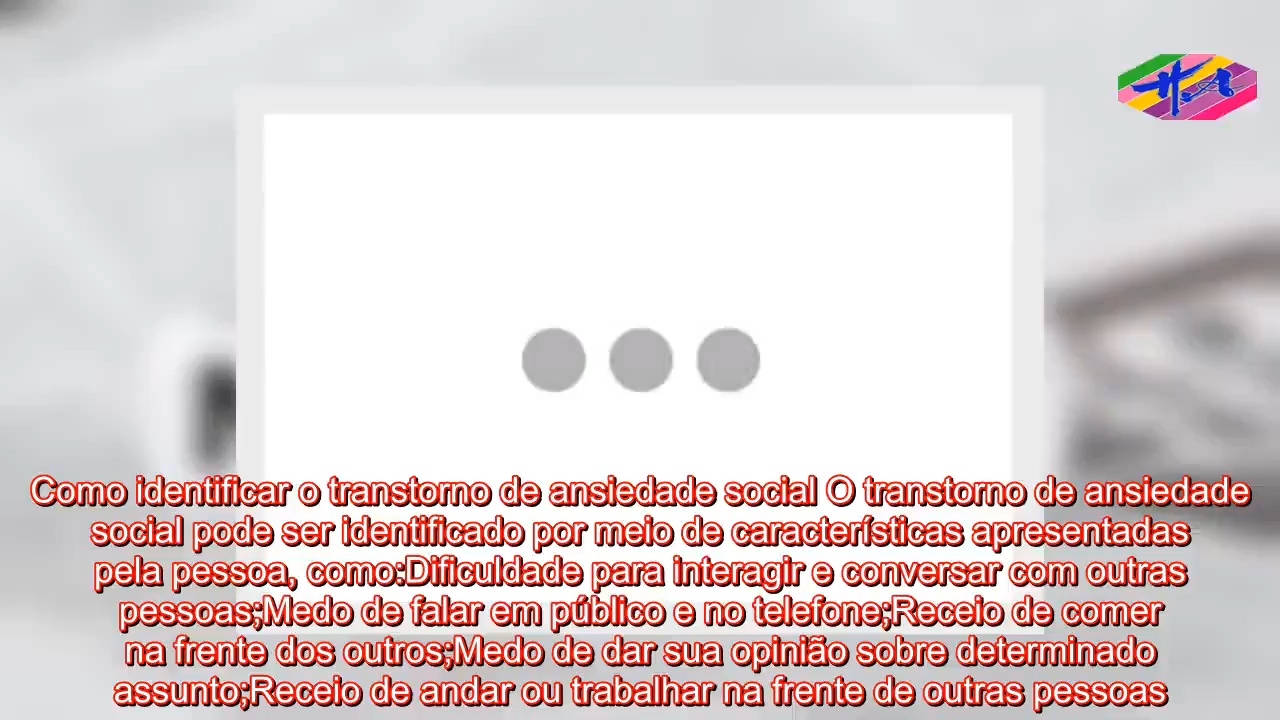 HA
Como identificar o transtorno de ansiedade social O transtorno de ansiedade
social pode ser identificado por meio de características apresentadas
pela pessoa, como:Dificuldade para interagir e conversar com outras
pessoas;Medo de falar em público e no telefone;Receio de comer
na frente dos outros;Medo de dar sua opinião sobre determinado
assunto;Receio de andar ou trabalhar na frente de outras pessoas